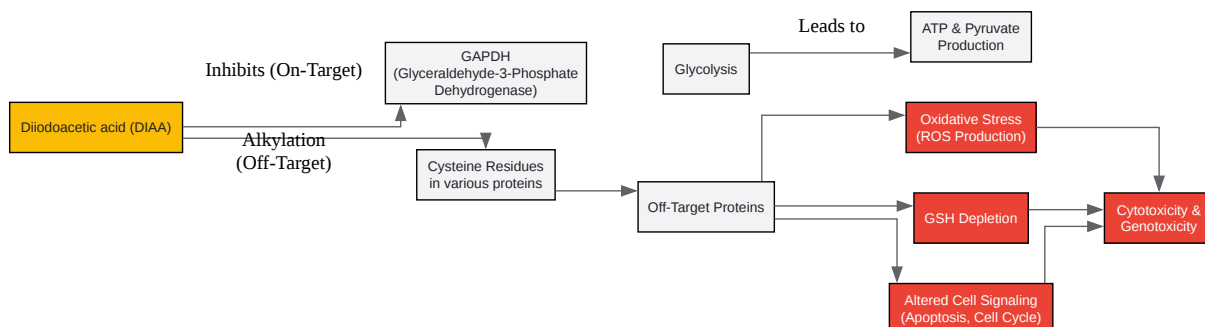 Leads to
ATP & Pyruvate
Production
GAPDH
(Glyceraldehyde-3-Phosphate
Dehydrogenase)
Inhibits (On-Target)
Glycolysis
Diiodoacetic acid (DIAA)
Alkylation
(Off-Target)
Oxidative Stress
(ROS Production)
Cysteine Residues
in various proteins
Off-Target Proteins
GSH Depletion
Cytotoxicity &
Genotoxicity
Altered Cell Signaling
(Apoptosis, Cell Cycle)